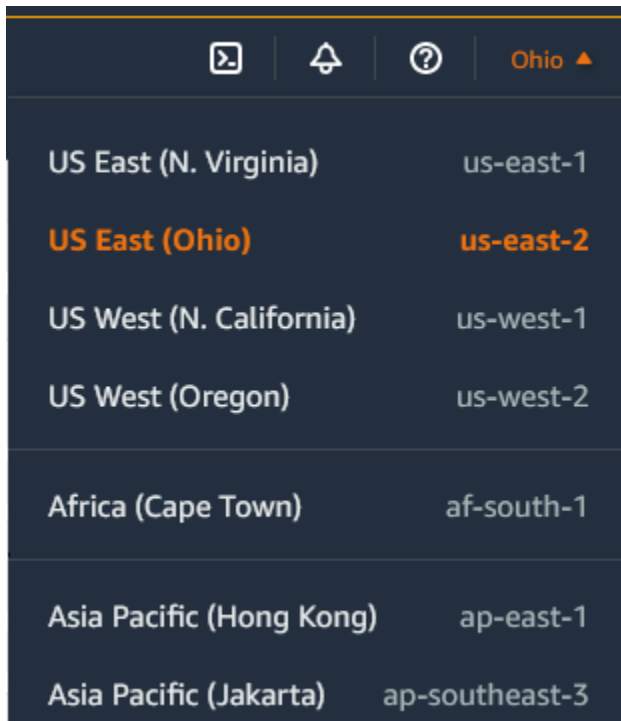 Ohio ▲
US East (N. Virginia) us-east-1
US East (Ohio) us-east-2
US West (N. California) us-west-1
US West (Oregon) us-west-2
Africa (Cape Town) af-south-1
Asia Pacific (Hong Kong) ap-east-1
Asia Pacific (Jakarta) ap-southeast-3